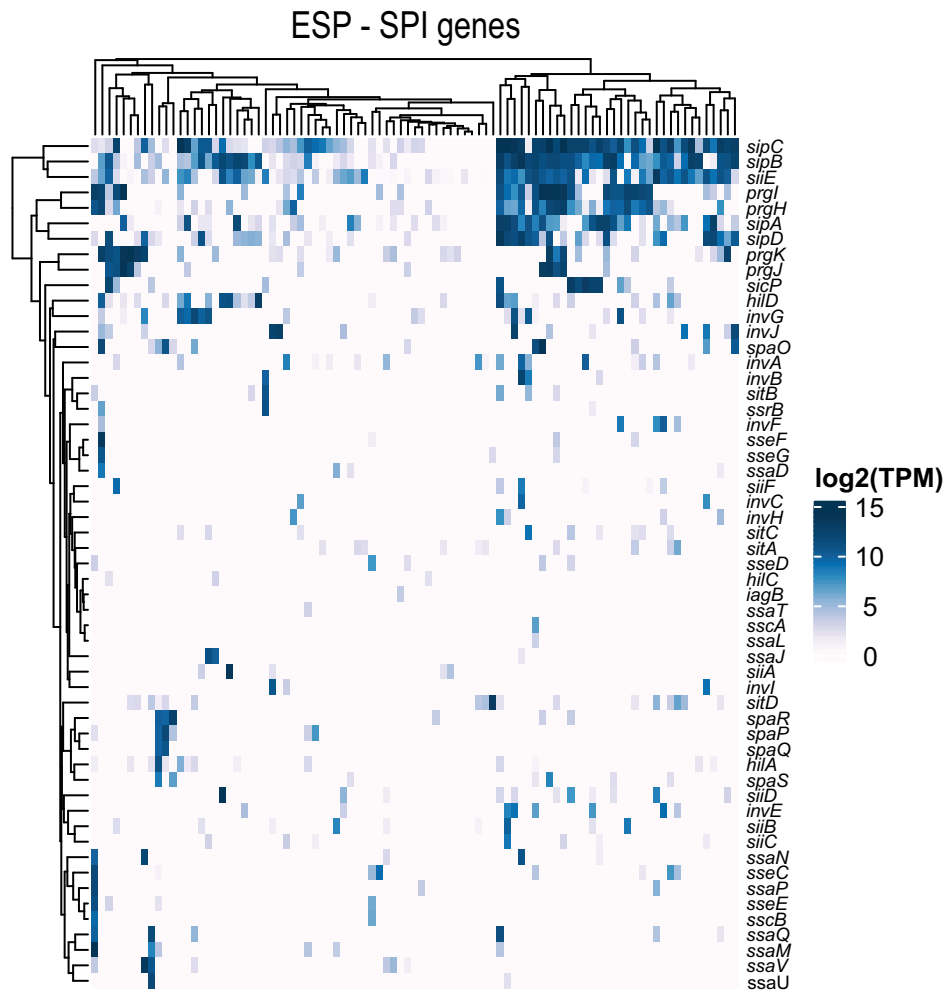 ESP - SPI genes
sipC
sipB
siiE
prgI
prgH
sipA
sipD
prgK
prgJ
sicP
hilD
invG
invJ
spaO
invA
invB
sitB
ssrB
invF
sseF
sseG
ssaD
siiF
invC
invH
sitC
sitA
sseD
hilC
iagB
ssaT
sscA
ssaL
ssaJ
siiA
invI
sitD
spaR
spaP
spaQ
hilA
spaS
siiD
invE
siiB
siiC
ssaN
sseC
ssaP
sseE
sscB
ssaQ
ssaM
ssaV
ssaU
log2(TPM)
15
10
5
0